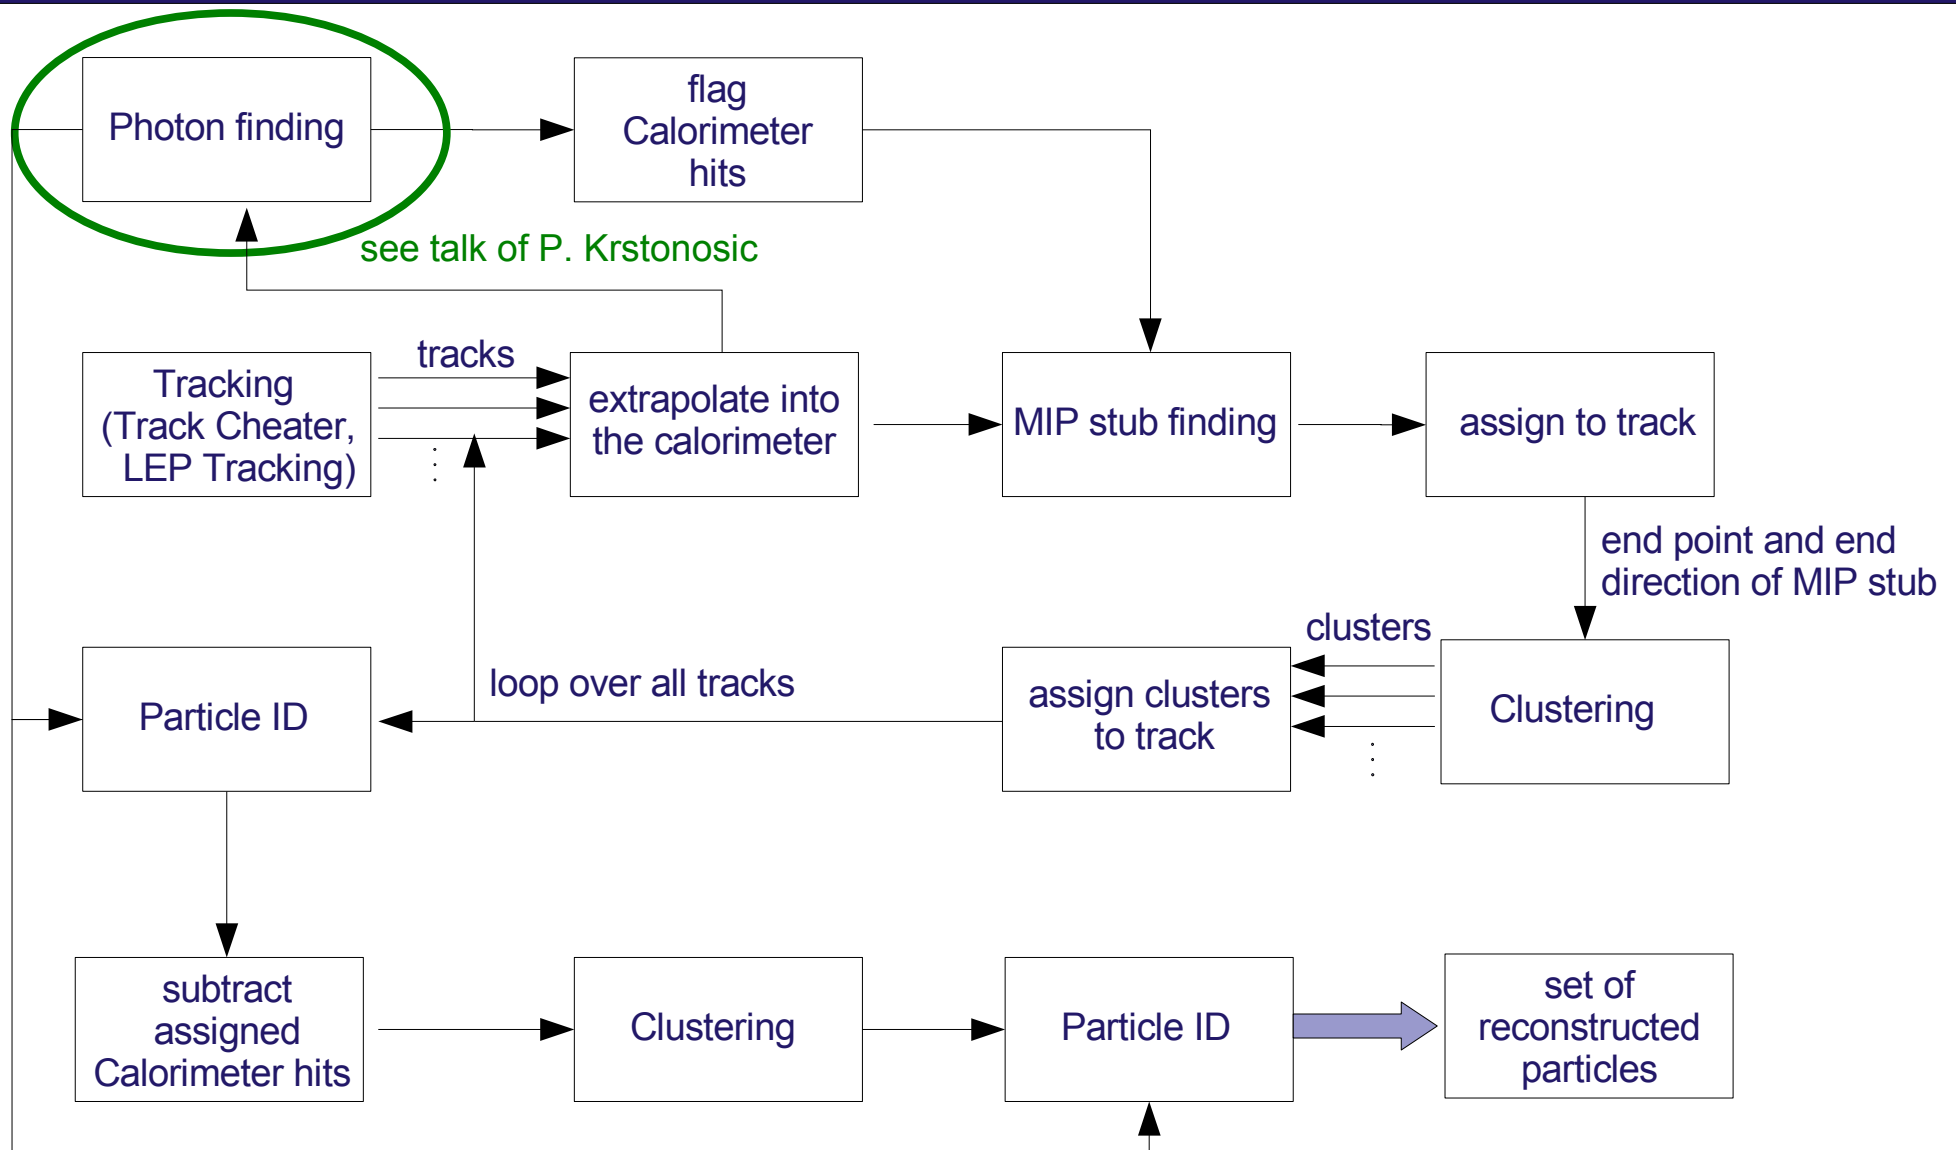 Photon finding
flag
Calorimeter
hits
see talk of P. Krstonosic
Tracking
(Track Cheater,
LEP Tracking)
tracks
extrapolate into
the calorimeter
MIP stub finding
assign to track
end point and end
direction of MIP stub
Particle ID
loop over all tracks
assign clusters
to track
clusters
Clustering
subtract
assigned
Calorimeter hits
Clustering
Particle ID
set of
reconstructed
particles